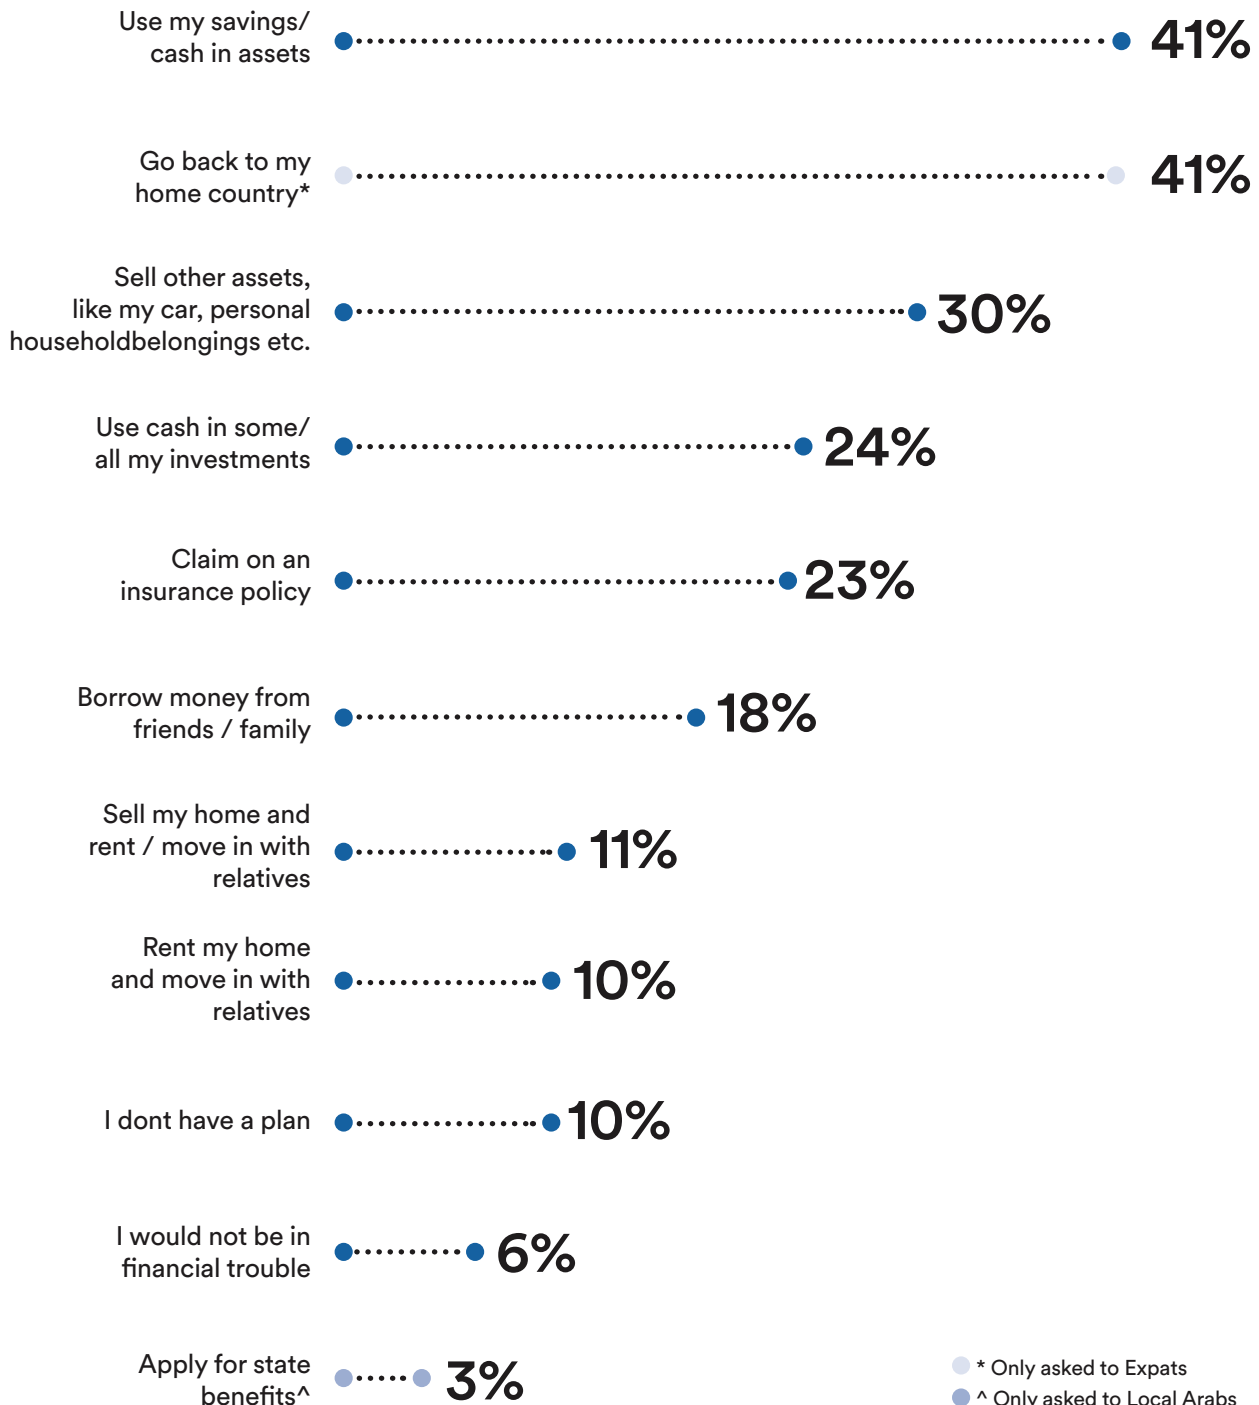 Use my savings/
cash in assets
41%
Go back to my
home country*
41%
Sell other assets,
like my car, personal
householdbelongings etc.
30%
Use cash in some/
all my investments
24%
Claim on an
insurance policy
23%
Borrow money from
friends / family
18%
Sell my home and
rent / move in with
relatives
11%
Rent my home
and move in with
relatives
10%
I dont have a plan
10%
I would not be in
financial trouble
6%
Apply for state
benefits^
3%
* Only asked to Expats
^ Only asked to Local Arabs